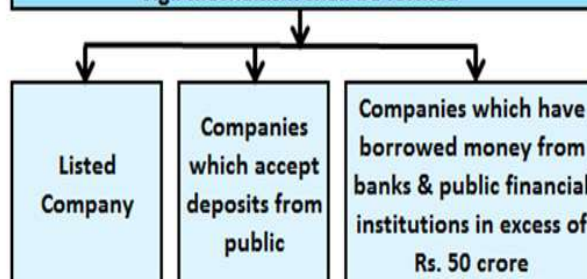 Listed
Company
Companies
which accept
deposits from
public
Companies which have
borrowed money from
banks & public financial
institutions in excess of
Rs. 50 crore